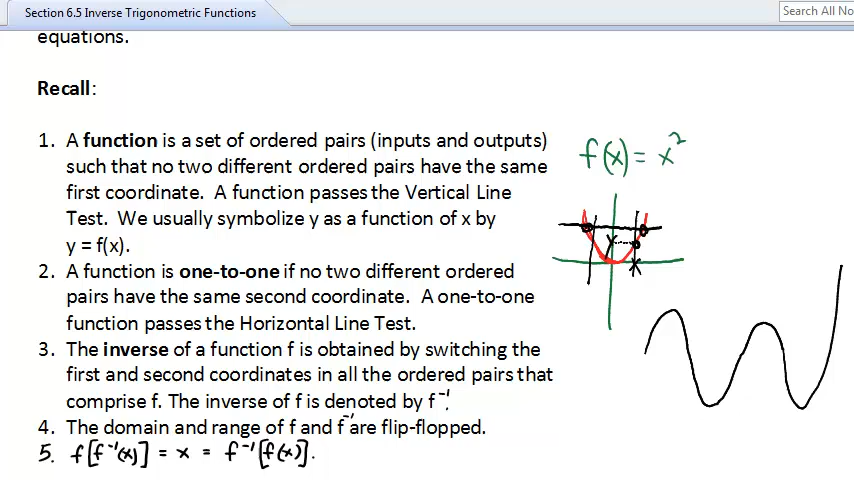 Section 6.5 Inverse Trigonometric Functions
Search All No
equations.
Recall:
1. A function is a set of ordered pairs (inputs and outputs)
such that no two different ordered pairs have the same
first coordinate. A function passes the Vertical Line
Test. We usually symbolize y as a function of x by
y = f(x).
2. A function is one-to-one if no two different ordered
pairs have the same second coordinate. A one-to-one
function passes the Horizontal Line Test.
3. The inverse of a function f is obtained by switching the
first and second coordinates in all the ordered pairs that
comprise f. The inverse of f is denoted by f⁻¹.
4. The domain and range of f and f⁻¹ are flip-flopped.
5. f[f⁻¹(x)] = x = f⁻¹[f(x)].
f(x) = x²
y
x